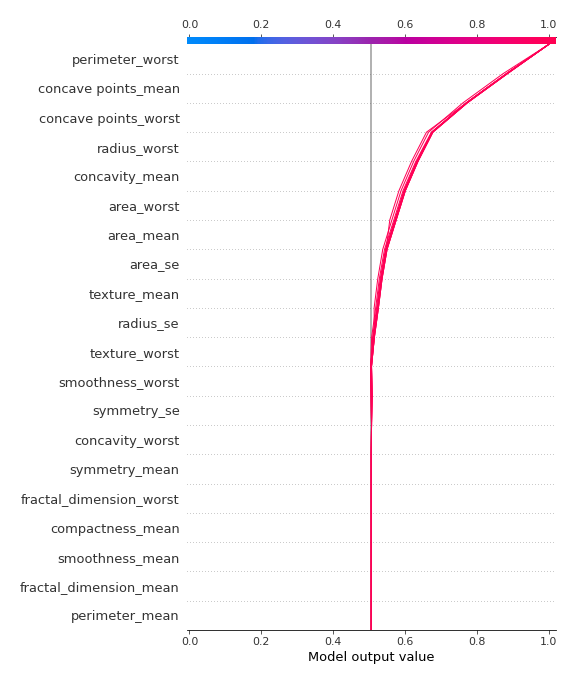 0.0 0.2 0.4 0.6 0.8 1.0
perimeter_worst
concave points_mean
concave points_worst
radius_worst
concavity_mean
area_worst
area_mean
area_se
texture_mean
radius_se
texture_worst
smoothness_worst
symmetry_se
concavity_worst
symmetry_mean
fractal_dimension_worst
compactness_mean
smoothness_mean
fractal_dimension_mean
perimeter_mean
0.0 0.2 0.4 0.6 0.8 1.0
Model output value